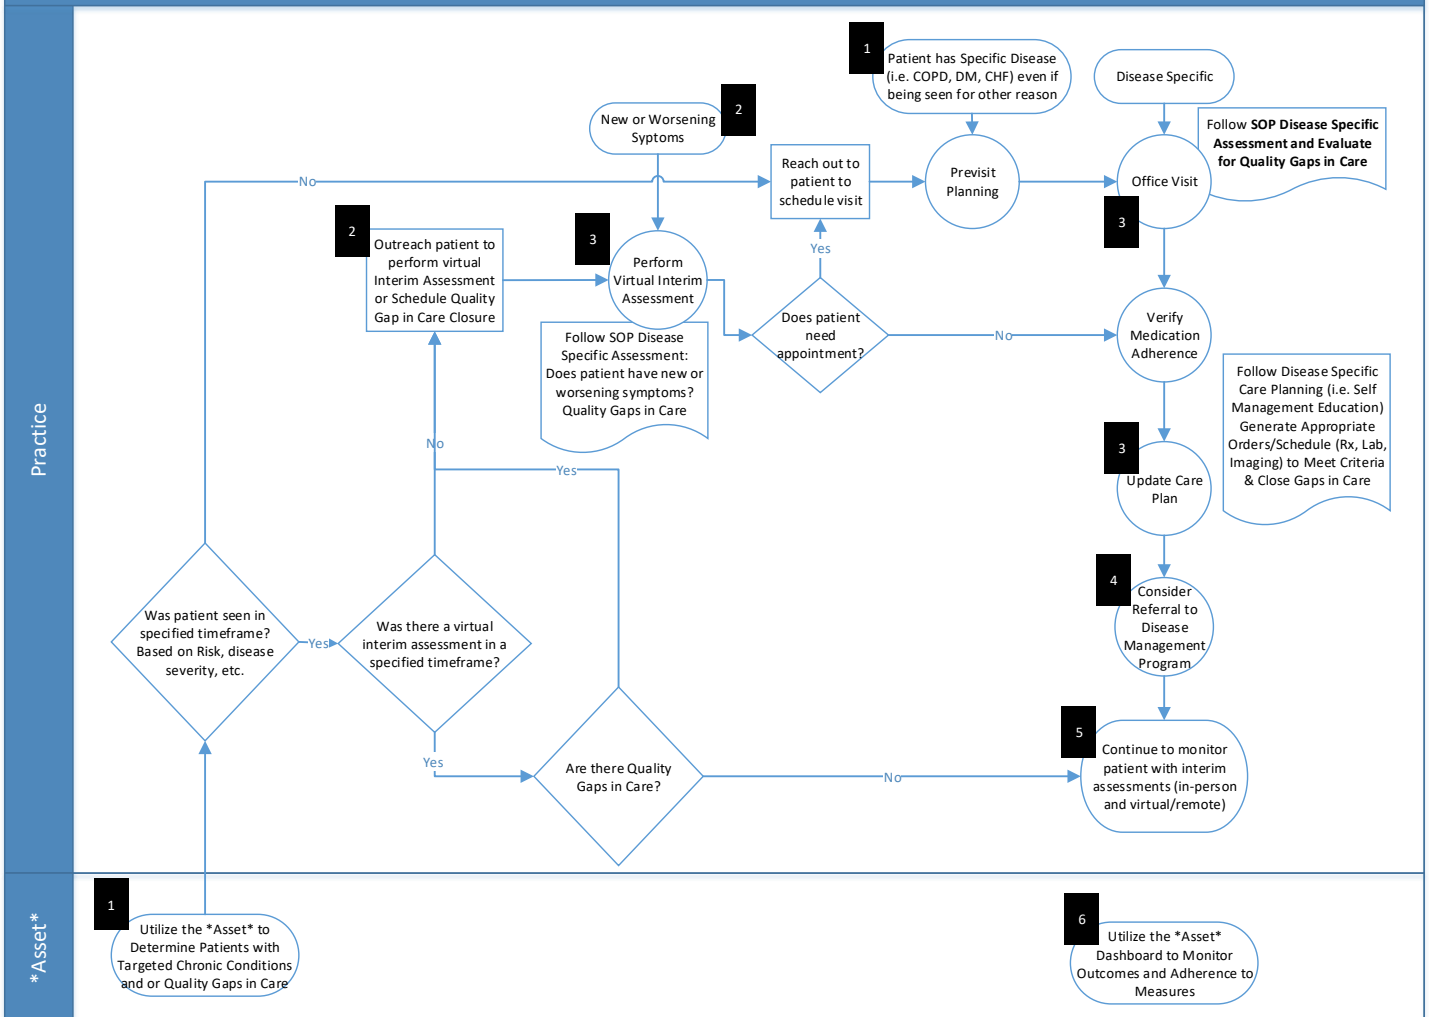 Practice
*Asset*
1
Patient has Specific Disease
(i.e. COPD, DM, CHF) even if
being seen for other reason
Disease Specific
2
New or Worsening
Syptoms
Follow SOP Disease Specific
Assessment and Evaluate
for Quality Gaps in Care
Reach out to
patient to
schedule visit
Previsit
Planning
Office Visit
3
No
2
Outreach patient to
perform virtual
Interim Assessment
or Schedule Quality
Gap in Care Closure
3
Perform
Virtual Interim
Assessment
Follow SOP Disease
Specific Assessment:
Does patient have new or
worsening symptoms?
Quality Gaps in Care
Yes
Does patient
need
appointment?
No
Verify
Medication
Adherence
Follow Disease Specific
Care Planning (i.e. Self
Management Education)
Generate Appropriate
Orders/Schedule (Rx, Lab,
Imaging) to Meet Criteria
& Close Gaps in Care
No
Yes
3
Update Care
Plan
4
Consider
Referral to
Disease
Management
Program
Was patient seen in
specified timeframe?
Based on Risk, disease
severity, etc.
Yes
Was there a virtual
interim assessment in a
specified timeframe?
Yes
Are there Quality
Gaps in Care?
No
5
Continue to monitor
patient with interim
assessments (in-person
and virtual/remote)
1
Utilize the *Asset* to
Determine Patients with
Targeted Chronic Conditions
and or Quality Gaps in Care
6
Utilize the *Asset*
Dashboard to Monitor
Outcomes and Adherence to
Measures